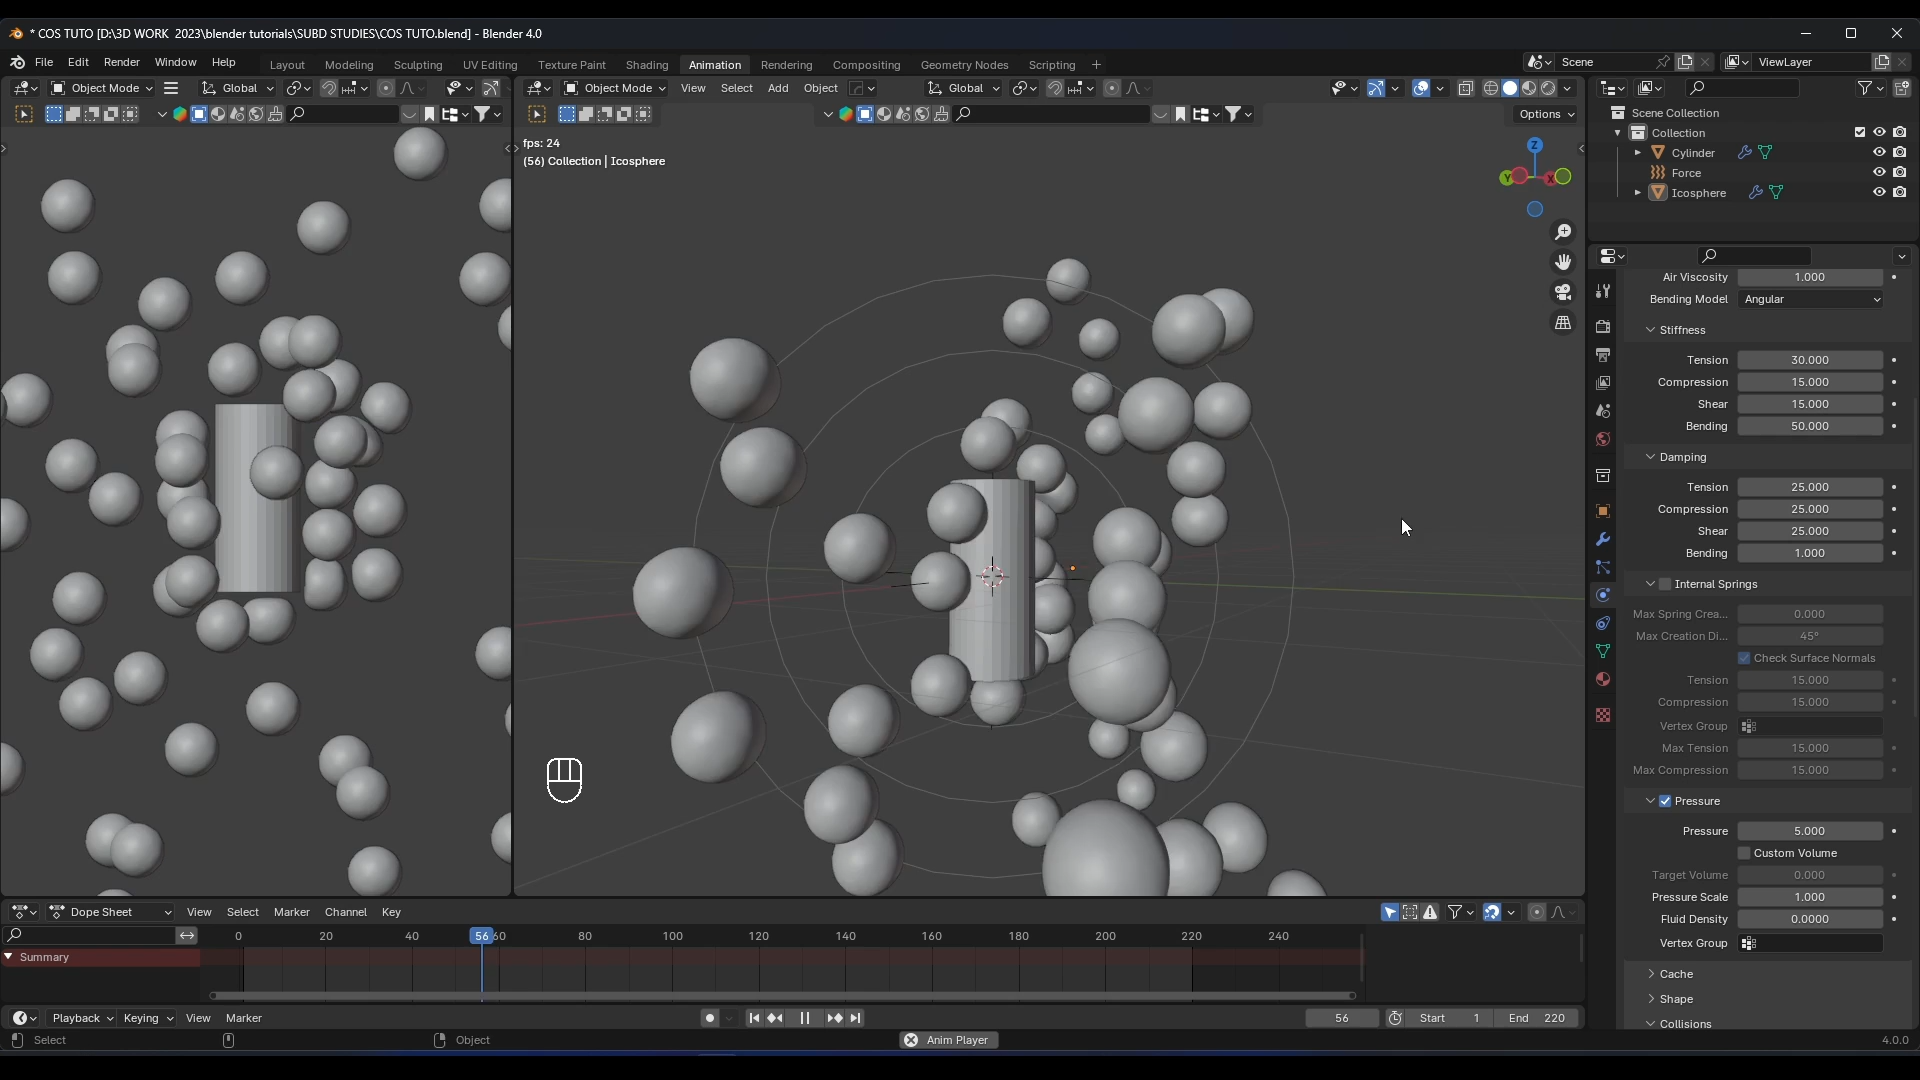 * COS TUTO [D:\3D WORK  2023\blender tutorials\SUBD STUDIES\COS TUTO.blend] - Blender 4.0
File Edit Render Window Help Layout Modeling Sculpting UV Editing Texture Paint Shading Animation Rendering Compositing Geometry Nodes Scripting + Scene ViewLayer
Object Mode Global Object Mode View Select Add Object Global
Options
Scene Collection
Collection
Cylinder
Force
Icosphere
fps: 24
(56) Collection | Icosphere
Z
Y X
Air Viscosity 1.000
Bending Model Angular
Stiffness
Tension 30.000
Compression 15.000
Shear 15.000
Bending 50.000
Damping
Tension 25.000
Compression 25.000
Shear 25.000
Bending 1.000
Internal Springs
Max Spring Crea... 0.000
Max Creation Di... 45°
Check Surface Normals
Tension 15.000
Compression 15.000
Vertex Group
Max Tension 15.000
Max Compression 15.000
Pressure
Pressure 5.000
Custom Volume
Target Volume 0.000
Pressure Scale 1.000
Fluid Density 0.0000
Vertex Group
Cache
Shape
Collisions
Dope Sheet View Select Marker Channel Key
0 20 40 56 60 80 100 120 140 160 180 200 220 240
Summary
Playback Keying View Marker 56 Start 1 End 220
Select Object Anim Player 4.0.0